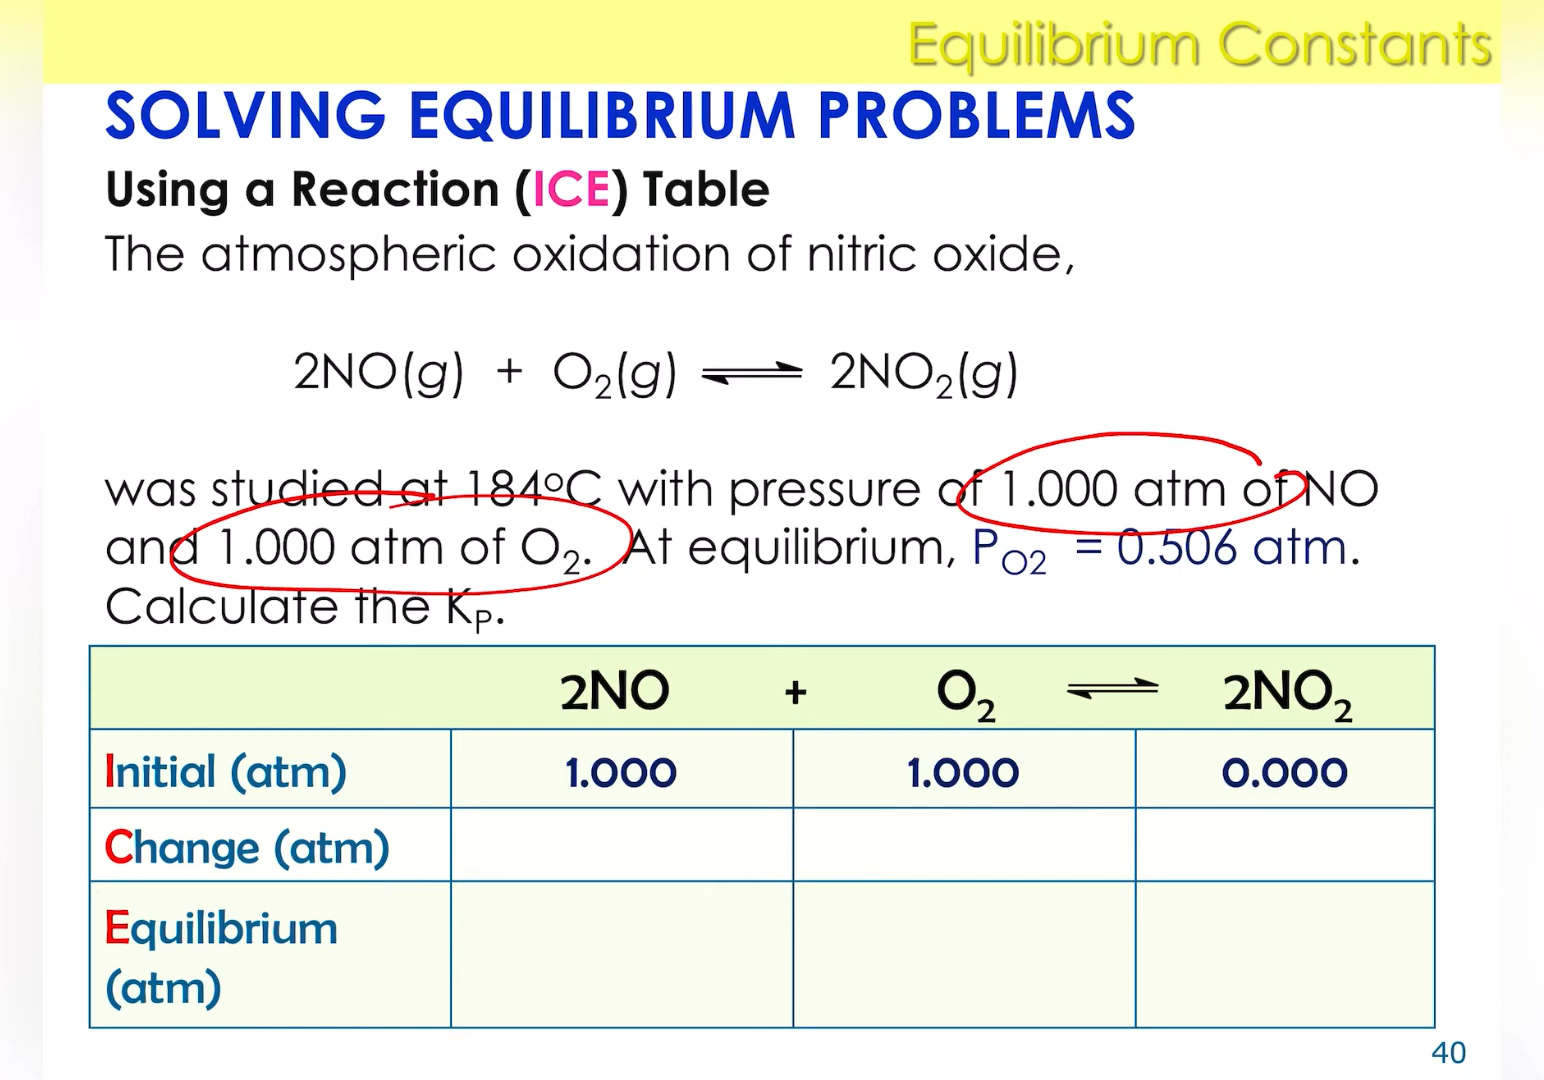 Equilibrium Constants
SOLVING EQUILIBRIUM PROBLEMS
Using a Reaction (ICE) Table
The atmospheric oxidation of nitric oxide,
2NO(g) + O₂(g) ⇌ 2NO₂(g)
was studied at 184°C with pressure of 1.000 atm of NO
and 1.000 atm of O₂. At equilibrium, P_O2 = 0.506 atm.
Calculate the K_P.
2NO + O₂ ⇌ 2NO₂
Initial (atm) 1.000 1.000 0.000
Change (atm)
Equilibrium
(atm)
40